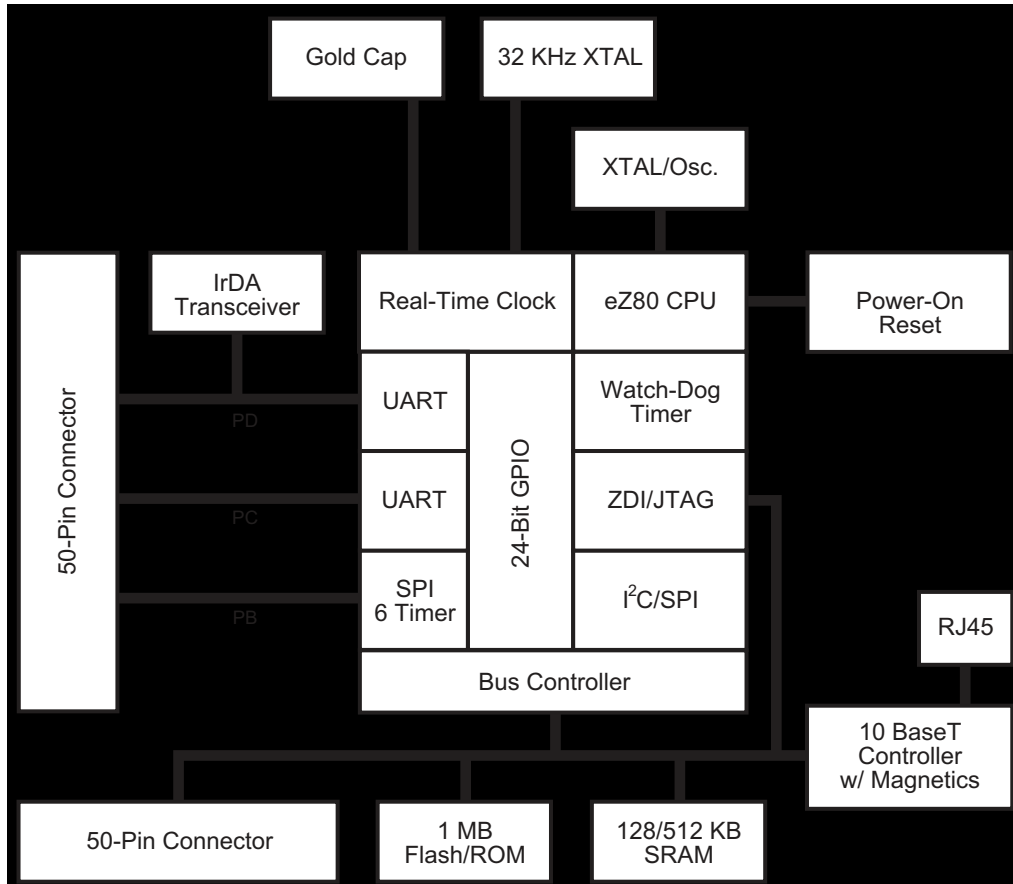 Gold Cap
32 KHz XTAL
XTAL/Osc.
IrDA
Transceiver
Real-Time Clock
eZ80 CPU
Power-On
Reset
50-Pin Connector
UART
24-Bit GPIO
Watch-Dog
Timer
PD
UART
ZDI/JTAG
PC
SPI
6 Timer
I²C/SPI
PB
RJ45
Bus Controller
10 BaseT
Controller
w/ Magnetics
50-Pin Connector
1 MB
Flash/ROM
128/512 KB
SRAM